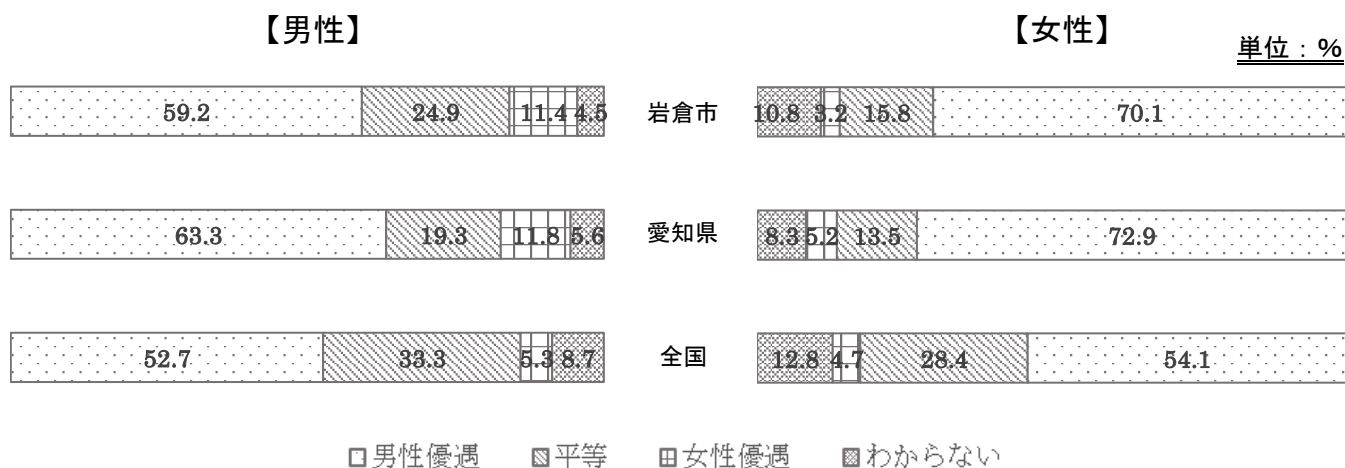 【男性】 【女性】
単位：%
59.2 24.9 11.4 4.5 岩倉市 10.8 3.2 15.8 70.1
63.3 19.3 11.8 5.6 愛知県 8.3 5.2 13.5 72.9
52.7 33.3 5.3 8.7 全国 12.8 4.7 28.4 54.1
男性優遇 平等 女性優遇 わからない